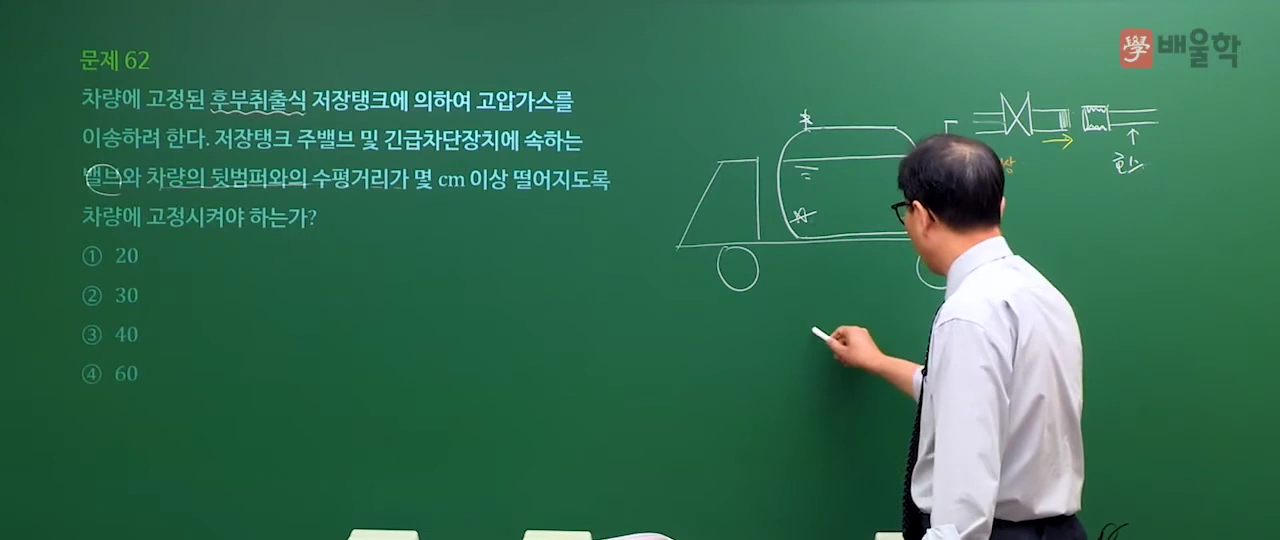 문제 62
차량에 고정된 후부취출식 저장탱크에 의하여 고압가스를
이송하려 한다. 저장탱크 주밸브 및 긴급차단장치에 속하는
밸브와 차량의 뒷범퍼와의 수평거리가 몇 cm 이상 떨어지도록
차량에 고정시켜야 하는가?
① 20
② 30
③ 40
④ 60
學 배울학
호스